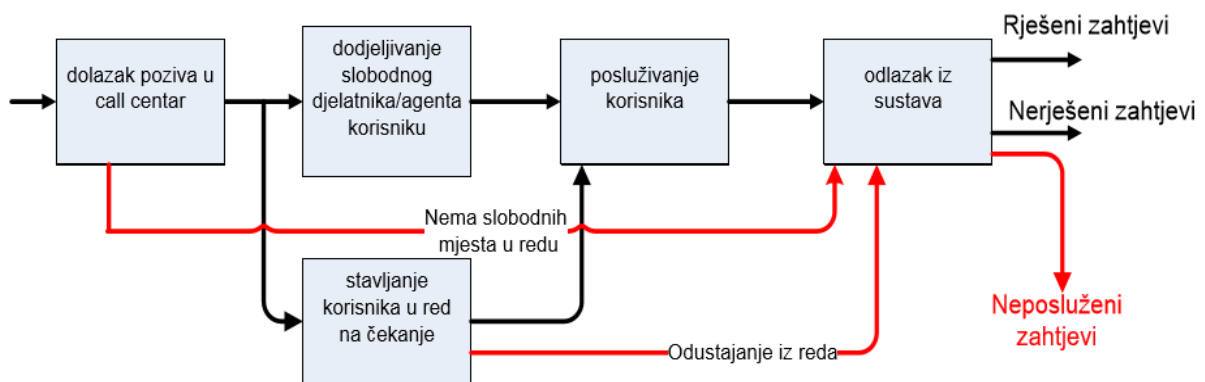 dolazak poziva u
call centar
dodjeljivanje
slobodnog
djelatnika/agenta
korisniku
posluživanje
korisnika
odlazak iz
sustava
Rješeni zahtjevi
Nerješeni zahtjevi
Nema slobodnih
mjesta u redu
stavljanje
korisnika u red
na čekanje
Odustajanje iz reda
Neposluženi
zahtjevi